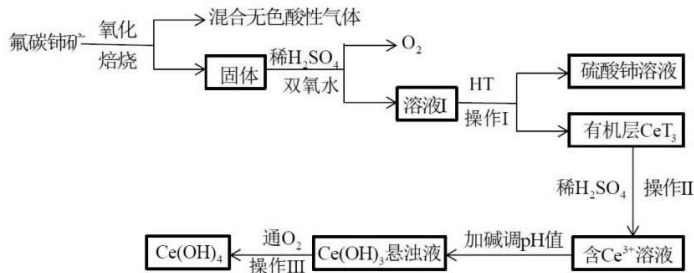 氟碳铈矿
氧化
焙烧
混合无色酸性气体
固体
稀H₂SO₄
双氧水
O₂
溶液I
HT
操作I
硫酸铈溶液
有机层CeT₃
稀H₂SO₄
操作II
含Ce³⁺溶液
加碱调pH值
Ce(OH)₃悬浊液
通O₂
操作III
Ce(OH)₄